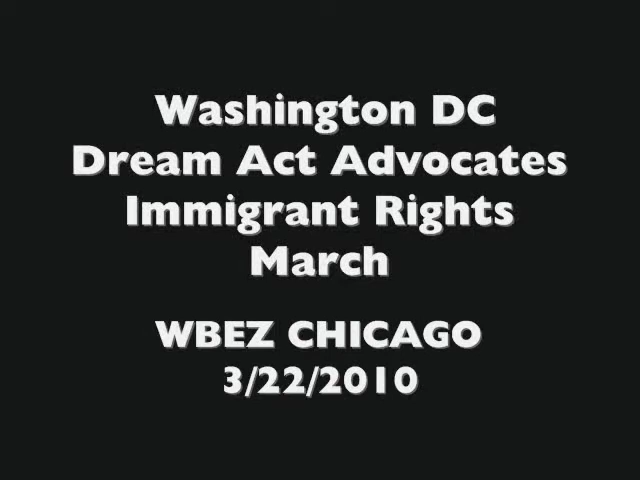 Washington DC
Dream Act Advocates
Immigrant Rights
March
WBEZ CHICAGO
3/22/2010